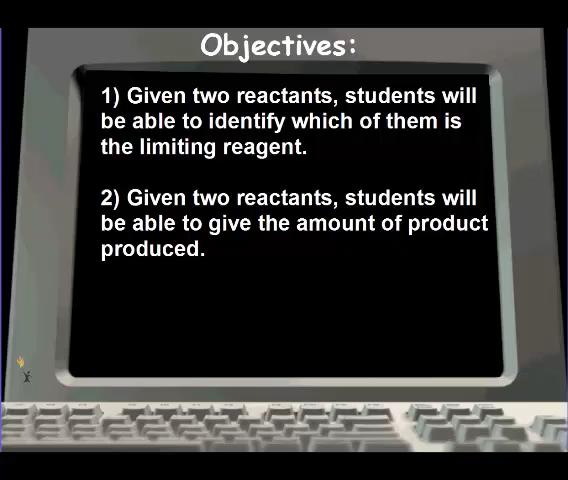 Objectives:
1) Given two reactants, students will
be able to identify which of them is
the limiting reagent.
2) Given two reactants, students will
be able to give the amount of product
produced.